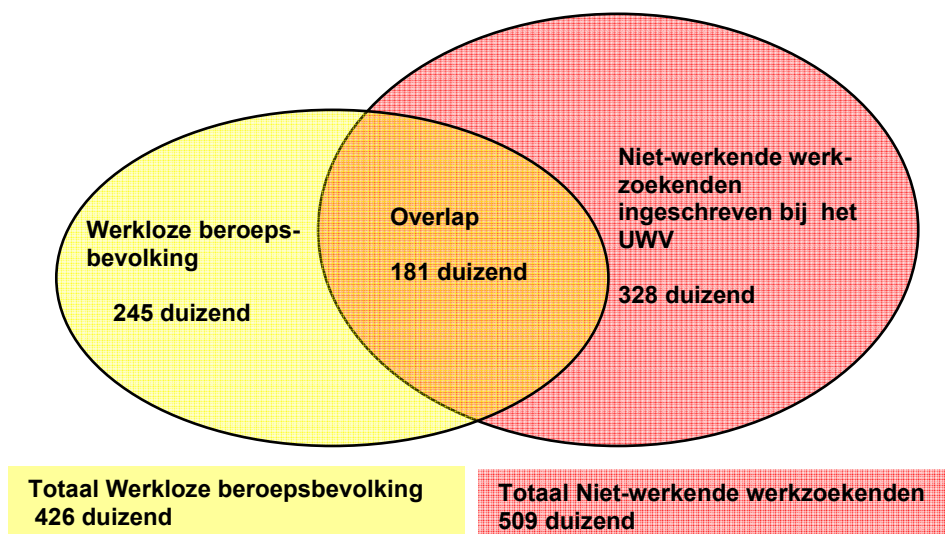 Werkloze beroeps-
bevolking
245 duizend
Overlap
181 duizend
Niet-werkende werk-
zoekenden
ingeschreven bij het
UWV
328 duizend
Totaal Werkloze beroepsbevolking
426 duizend
Totaal Niet-werkende werkzoekenden
509 duizend